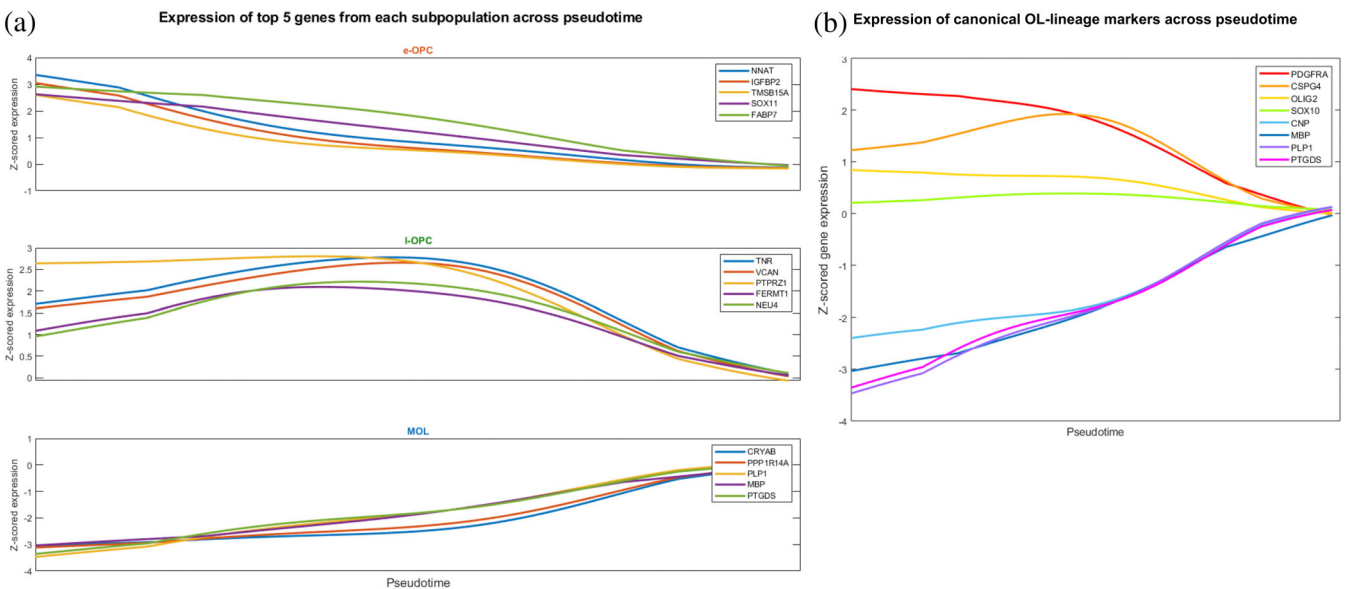 (a)
Expression of top 5 genes from each subpopulation across pseudotime
e-OPC
4
3
2
1
0
-1
Z-scored expression
NNAT
IGFBP2
TMSB15A
SOX11
FABP7
l-OPC
3
2.5
2
1.5
1
0.5
0
Z-scored expression
TNR
VCAN
PTPRZ1
FERMT1
NEU4
MOL
1
0
-1
-2
-3
-4
Z-scored expression
CRYAB
PPP1R14A
PLP1
MBP
PTGDS
Pseudotime
(b)
Expression of canonical OL-lineage markers across pseudotime
3
2
1
0
-1
-2
-3
-4
Z-scored gene expression
PDGFRA
CSPG4
OLIG2
SOX10
CNP
MBP
PLP1
PTGDS
Pseudotime